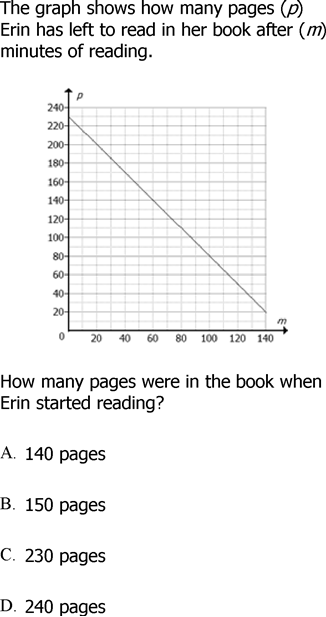 The graph shows how many pages (p)
Erin has left to read in her book after (m)
minutes of reading.
p
240
220
200
180
160
140
120
100
80
60
40
20
0 20 40 60 80 100 120 140
m
How many pages were in the book when
Erin started reading?
A. 140 pages
B. 150 pages
C. 230 pages
D. 240 pages